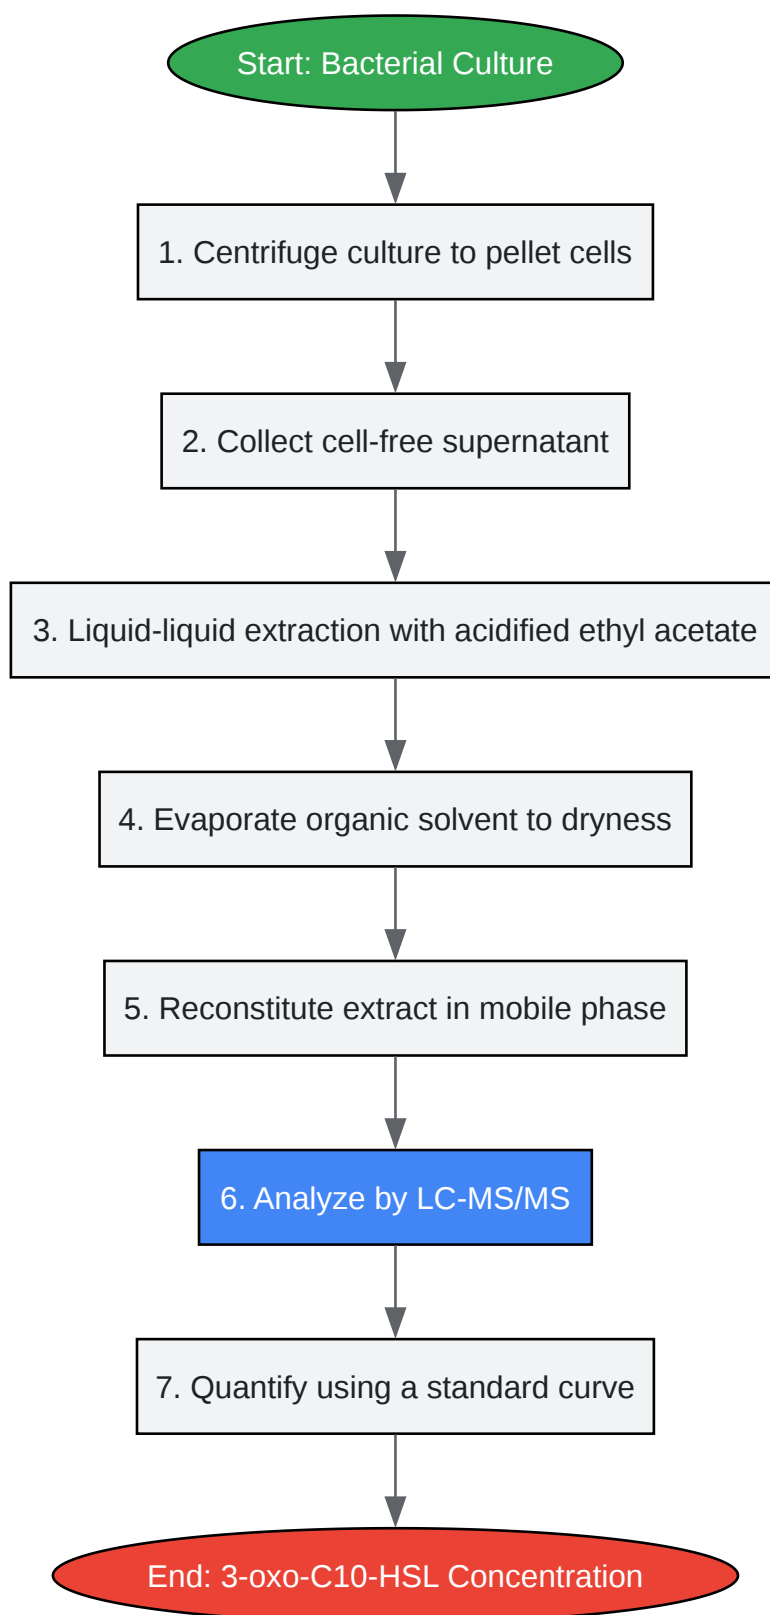 Start: Bacterial Culture
1. Centrifuge culture to pellet cells
2. Collect cell-free supernatant
3. Liquid-liquid extraction with acidified ethyl acetate
4. Evaporate organic solvent to dryness
5. Reconstitute extract in mobile phase
6. Analyze by LC-MS/MS
7. Quantify using a standard curve
End: 3-oxo-C10-HSL Concentration